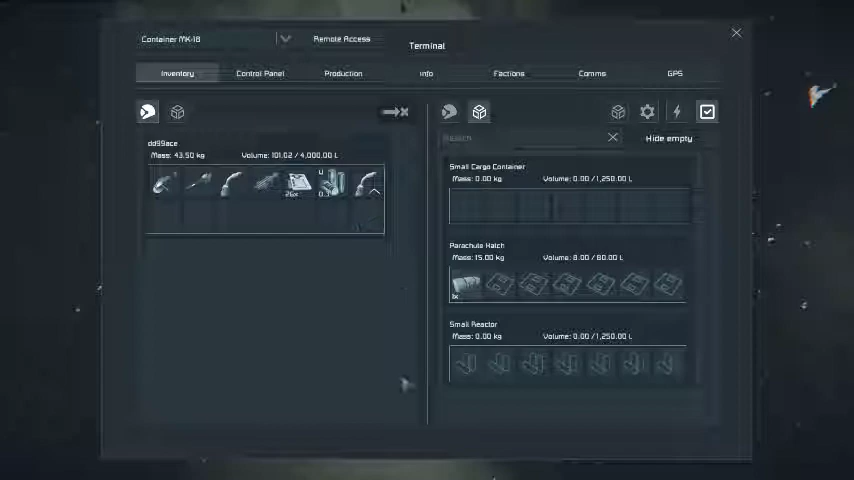 Container MK-18
Remote Access
Terminal
Inventory
Control Panel
Production
Info
Factions
Comms
GPS
dd99ace
Mass: 43.50 kg Volume: 101.02 / 4,000.00 L
26x
Search
Hide empty
Small Cargo Container
Mass: 0.00 kg Volume: 0.00 / 1,250.00 L
Parachute Hatch
Mass: 15.00 kg Volume: 8.00 / 80.00 L
1x
Small Reactor
Mass: 0.00 kg Volume: 0.00 / 1,250.00 L